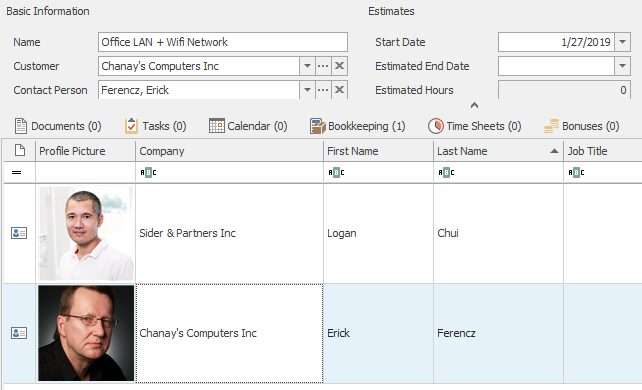 Basic Information Estimates
Name Office LAN + Wifi Network Start Date 1/27/2019
Customer Chanay's Computers Inc Estimated End Date
Contact Person Ferencz, Erick Estimated Hours 0
Documents (0) Tasks (0) Calendar (0) Bookkeeping (1) Time Sheets (0) Bonuses (0)
Profile Picture Company First Name Last Name Job Title
ABC ABC ABC ABC
Sider & Partners Inc Logan Chui
Chanay's Computers Inc Erick Ferencz